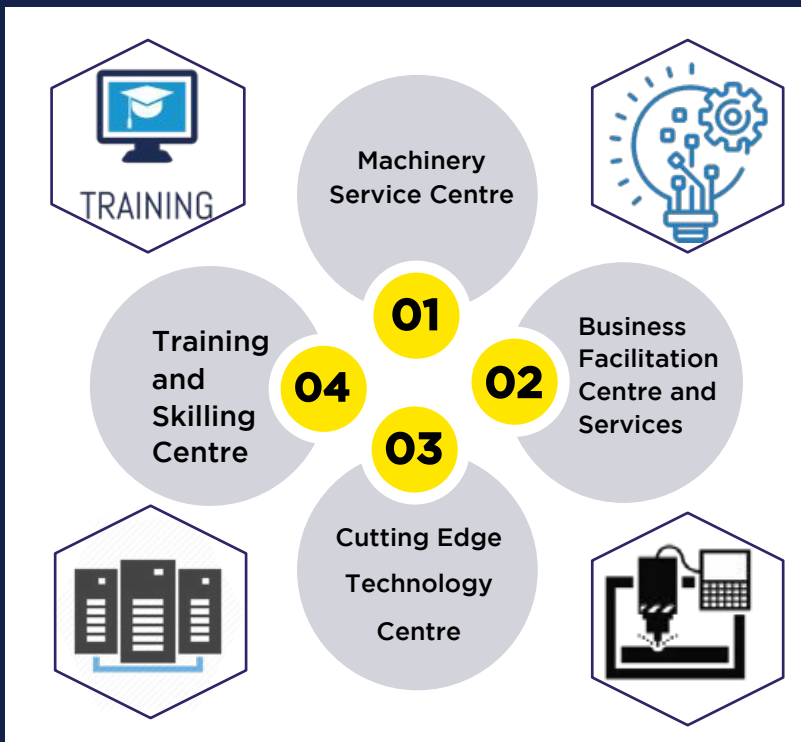 TRAINING
Machinery
Service Centre
01
Business
Facilitation
Centre and
Services
02
Training
and
Skilling
Centre
04
03
Cutting Edge
Technology
Centre